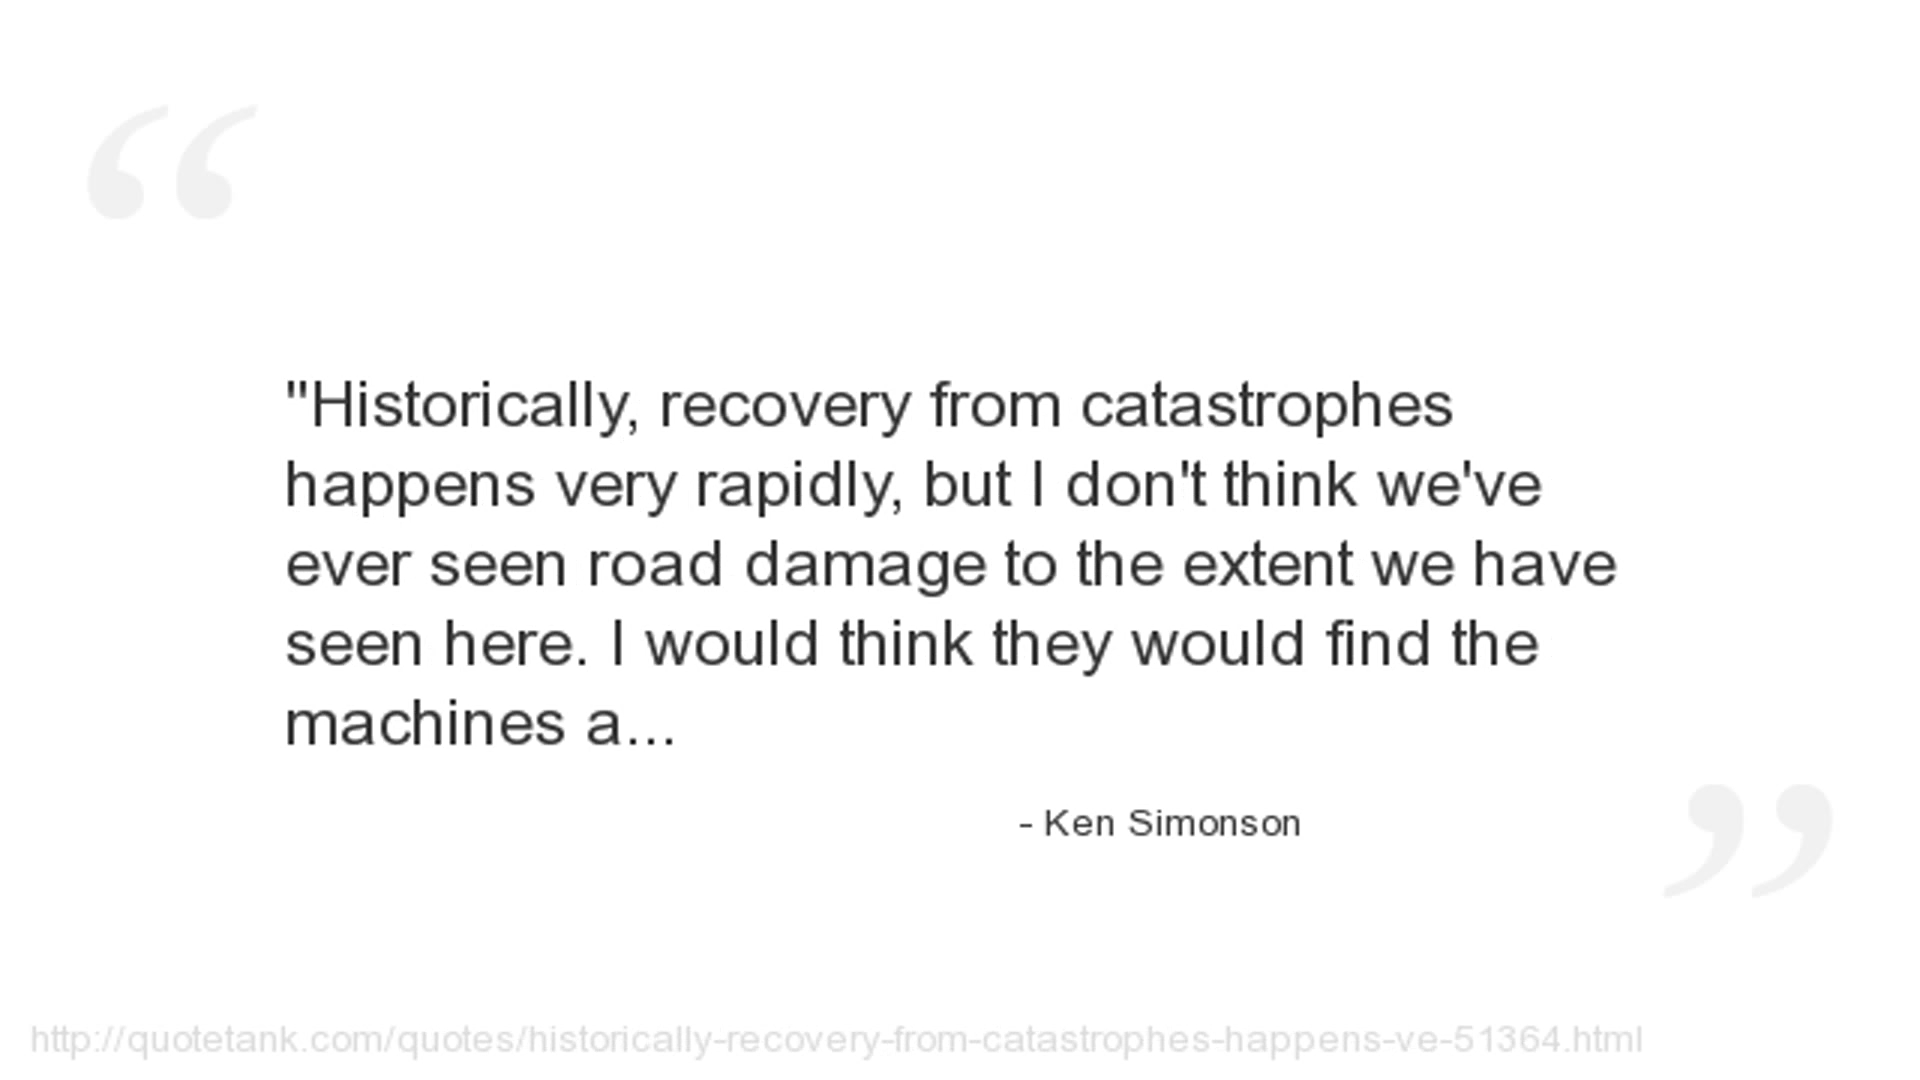 "Historically, recovery from catastrophes
happens very rapidly, but I don't think we've
ever seen road damage to the extent we have
seen here. I would think they would find the
machines a...
- Ken Simonson
http://quotetank.com/quotes/historically-recovery-from-catastrophes-happens-ve-51364.html